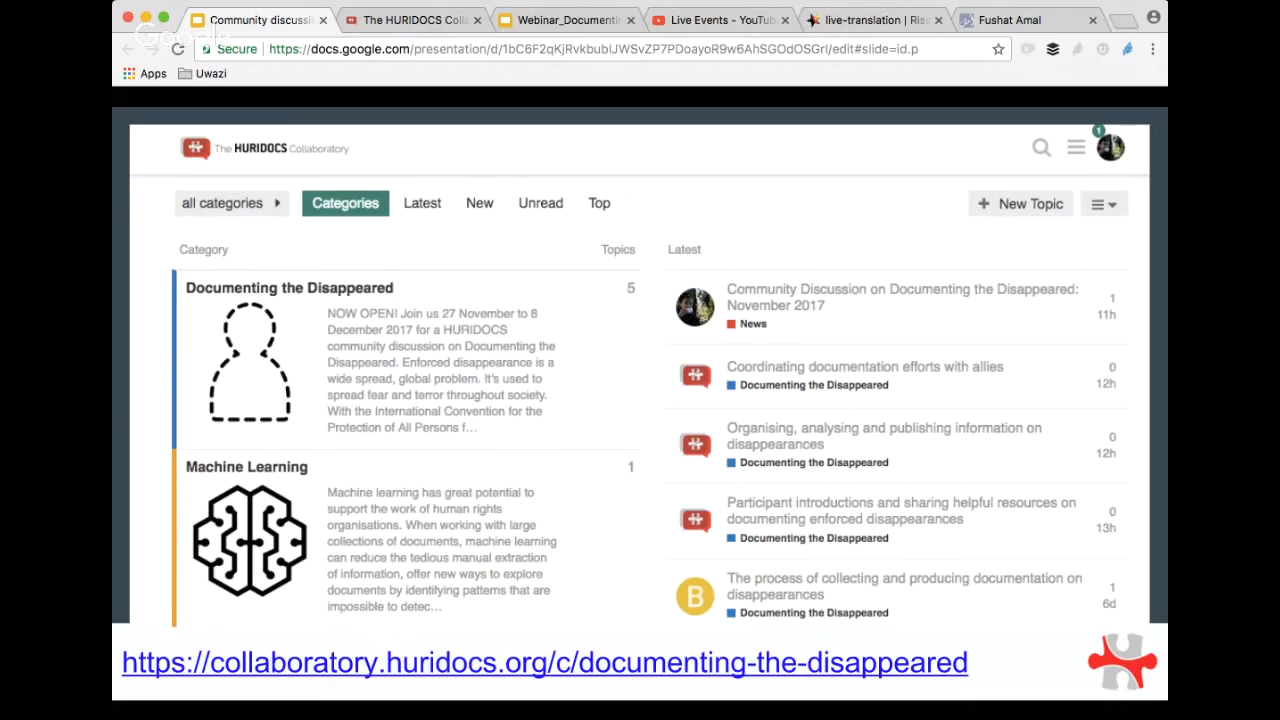 Community discussi
The HURIDOCS Colla
Webinar_Documentin
Live Events - YouTub
live-translation | Rise
Fushat Amal
Google
Secure
https://docs.google.com/presentation/d/1bC6F2qKjRvkbublJWSvZP7PDoayoR9w6AhSGOdOSGrI/edit#slide=id.p
Apps
Uwazi
The HURIDOCS Collaboratory
1
all categories
Categories
Latest
New
Unread
Top
+ New Topic
Category
Topics
Documenting the Disappeared
5
NOW OPEN! Join us 27 November to 8
December 2017 for a HURIDOCS
community discussion on Documenting the
Disappeared. Enforced disappearance is a
wide spread, global problem. It's used to
spread fear and terror throughout society.
With the International Convention for the
Protection of All Persons f...
Machine Learning
1
Machine learning has great potential to
support the work of human rights
organisations. When working with large
collections of documents, machine learning
can reduce the tedious manual extraction
of information, offer new ways to explore
documents by identifying patterns that are
impossible to detec...
Latest
Community Discussion on Documenting the Disappeared:
November 2017
News
1
11h
Coordinating documentation efforts with allies
Documenting the Disappeared
0
12h
Organising, analysing and publishing information on
disappearances
Documenting the Disappeared
0
12h
Participant introductions and sharing helpful resources on
documenting enforced disappearances
Documenting the Disappeared
0
13h
B
The process of collecting and producing documentation on
disappearances
Documenting the Disappeared
1
6d
https://collaboratory.huridocs.org/c/documenting-the-disappeared